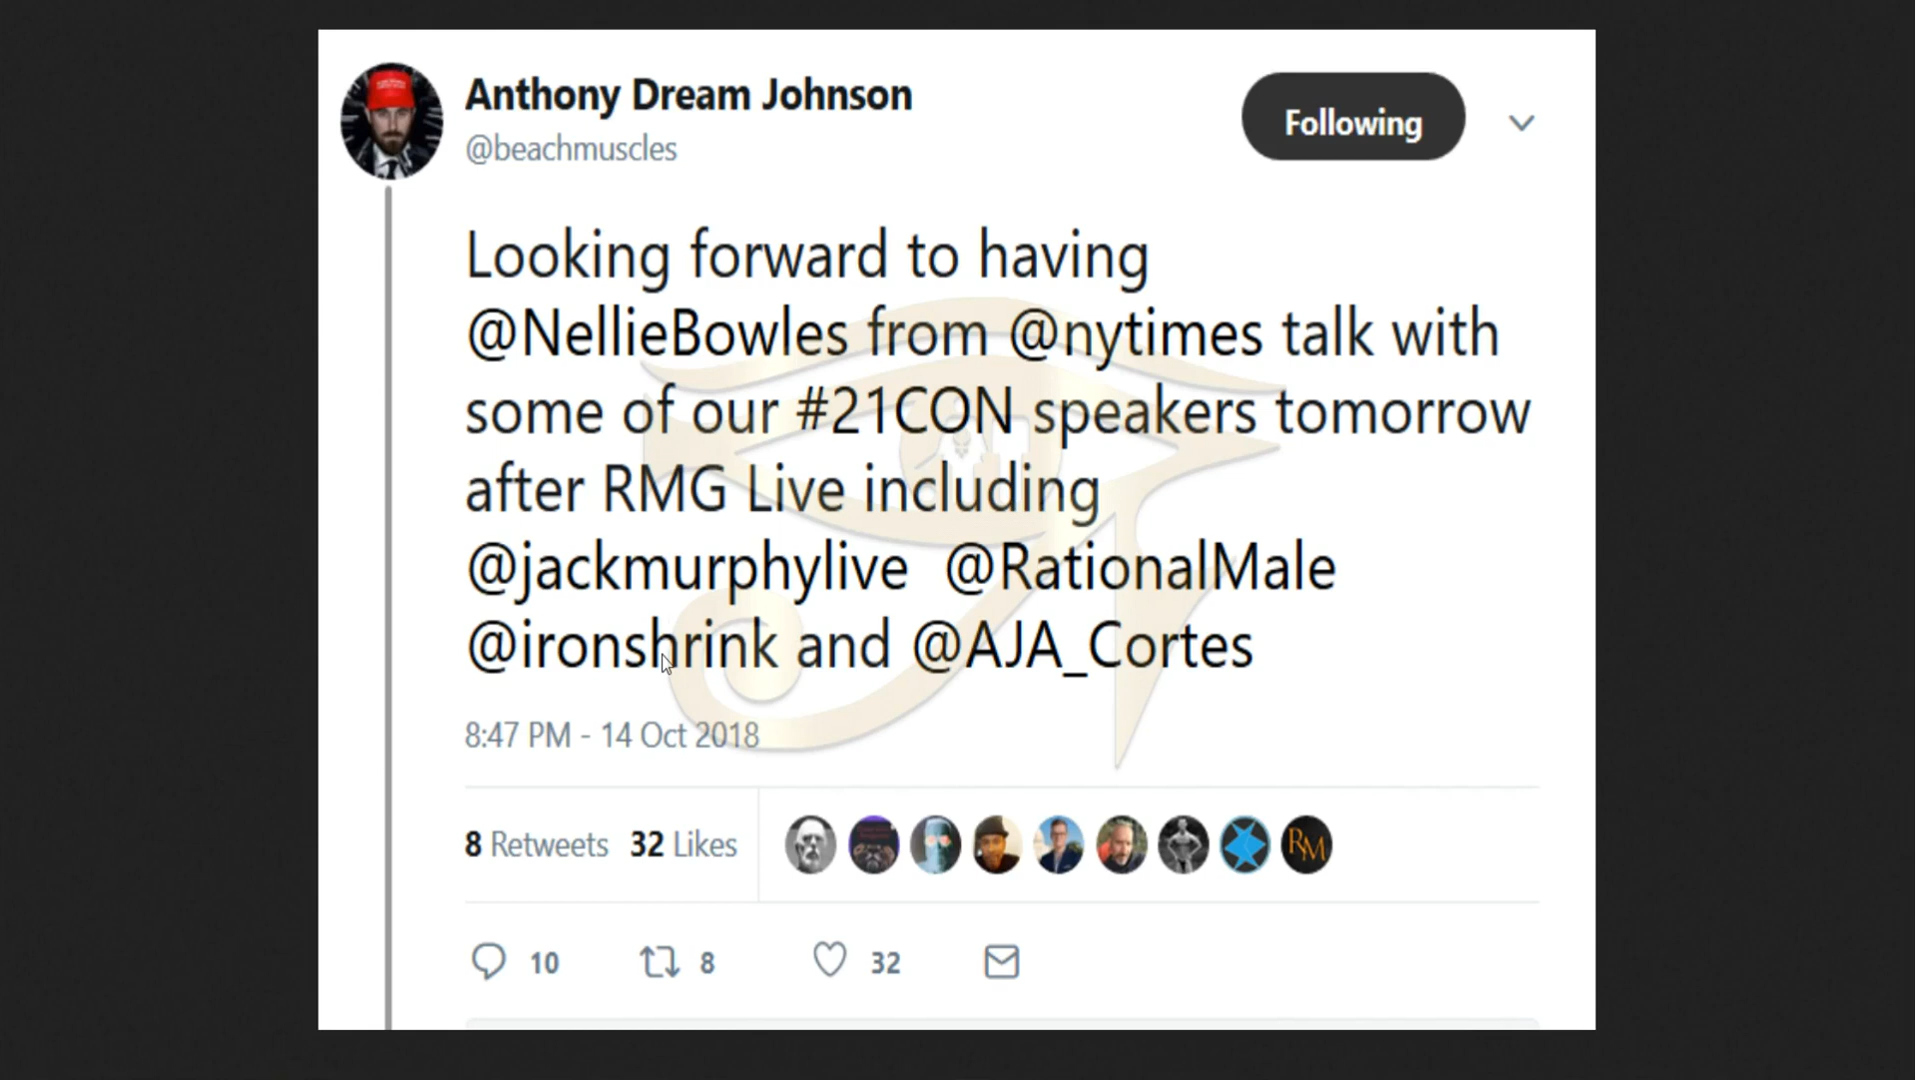 Anthony Dream Johnson
@beachmuscles
Following
Looking forward to having
@NellieBowles from @nytimes talk with
some of our #21CON speakers tomorrow
after RMG Live including
@jackmurphylive @RationalMale
@ironshrink and @AJA_Cortes
8:47 PM - 14 Oct 2018
8 Retweets 32 Likes
RM
10 8 32